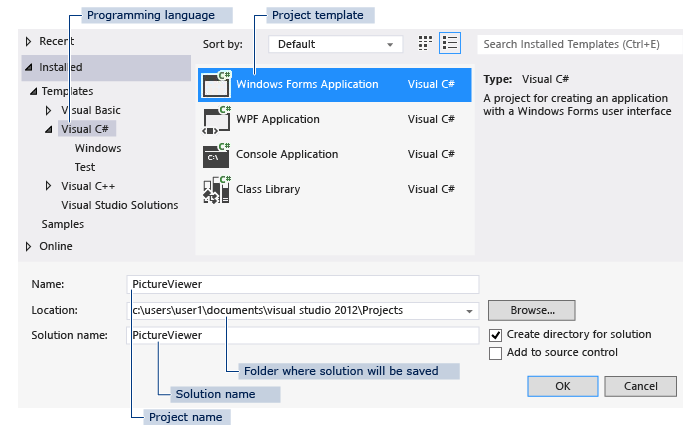 Programming language
Project template
Recent
Sort by:
Default
Search Installed Templates (Ctrl+E)
Installed
Templates
Visual Basic
Visual C#
Windows
Test
Visual C++
Visual Studio Solutions
Samples
Online
C#
Windows Forms Application
Visual C#
C#
WPF Application
Visual C#
C#
C:\
Console Application
Visual C#
C#
Class Library
Visual C#
Type: Visual C#
A project for creating an application
with a Windows Forms user interface
Name:
PictureViewer
Location:
c:\users\user1\documents\visual studio 2012\Projects
Browse...
Solution name:
PictureViewer
Create directory for solution
Add to source control
Folder where solution will be saved
OK
Cancel
Solution name
Project name